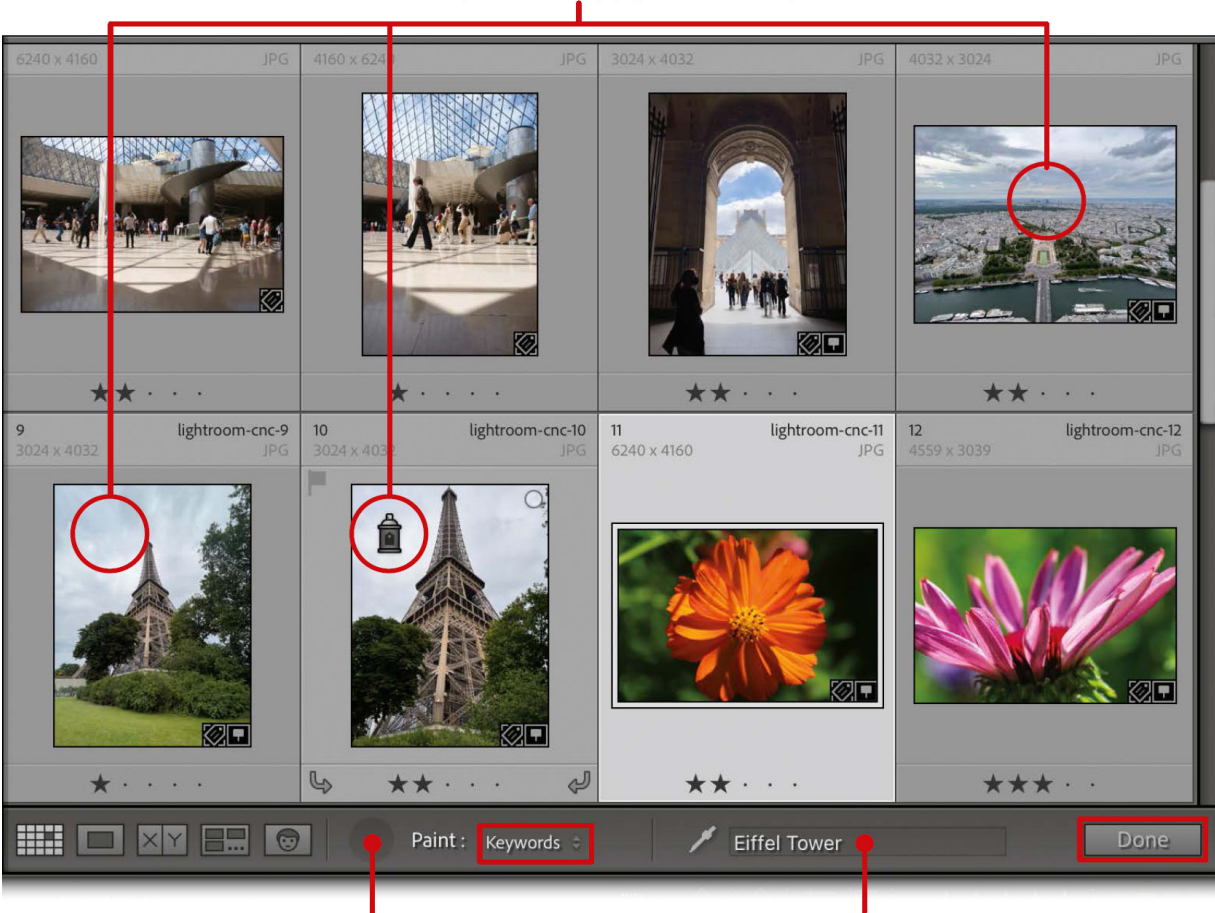 6240 x 4160 JPG
4160 x 6240 JPG
3024 x 4032 JPG
4032 x 3024 JPG
9 lightroom-cnc-9
3024 x 4032 JPG
10 lightroom-cnc-10
3024 x 4032 JPG
11 lightroom-cnc-11
6240 x 4160 JPG
12 lightroom-cnc-12
4559 x 3039 JPG
X Y
Paint : Keywords
Eiffel Tower
Done